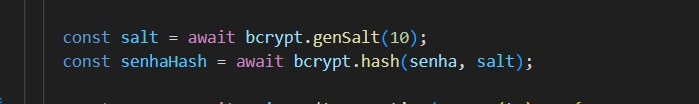 const salt = await bcrypt.genSalt(10);
const senhaHash = await bcrypt.hash(senha, salt);